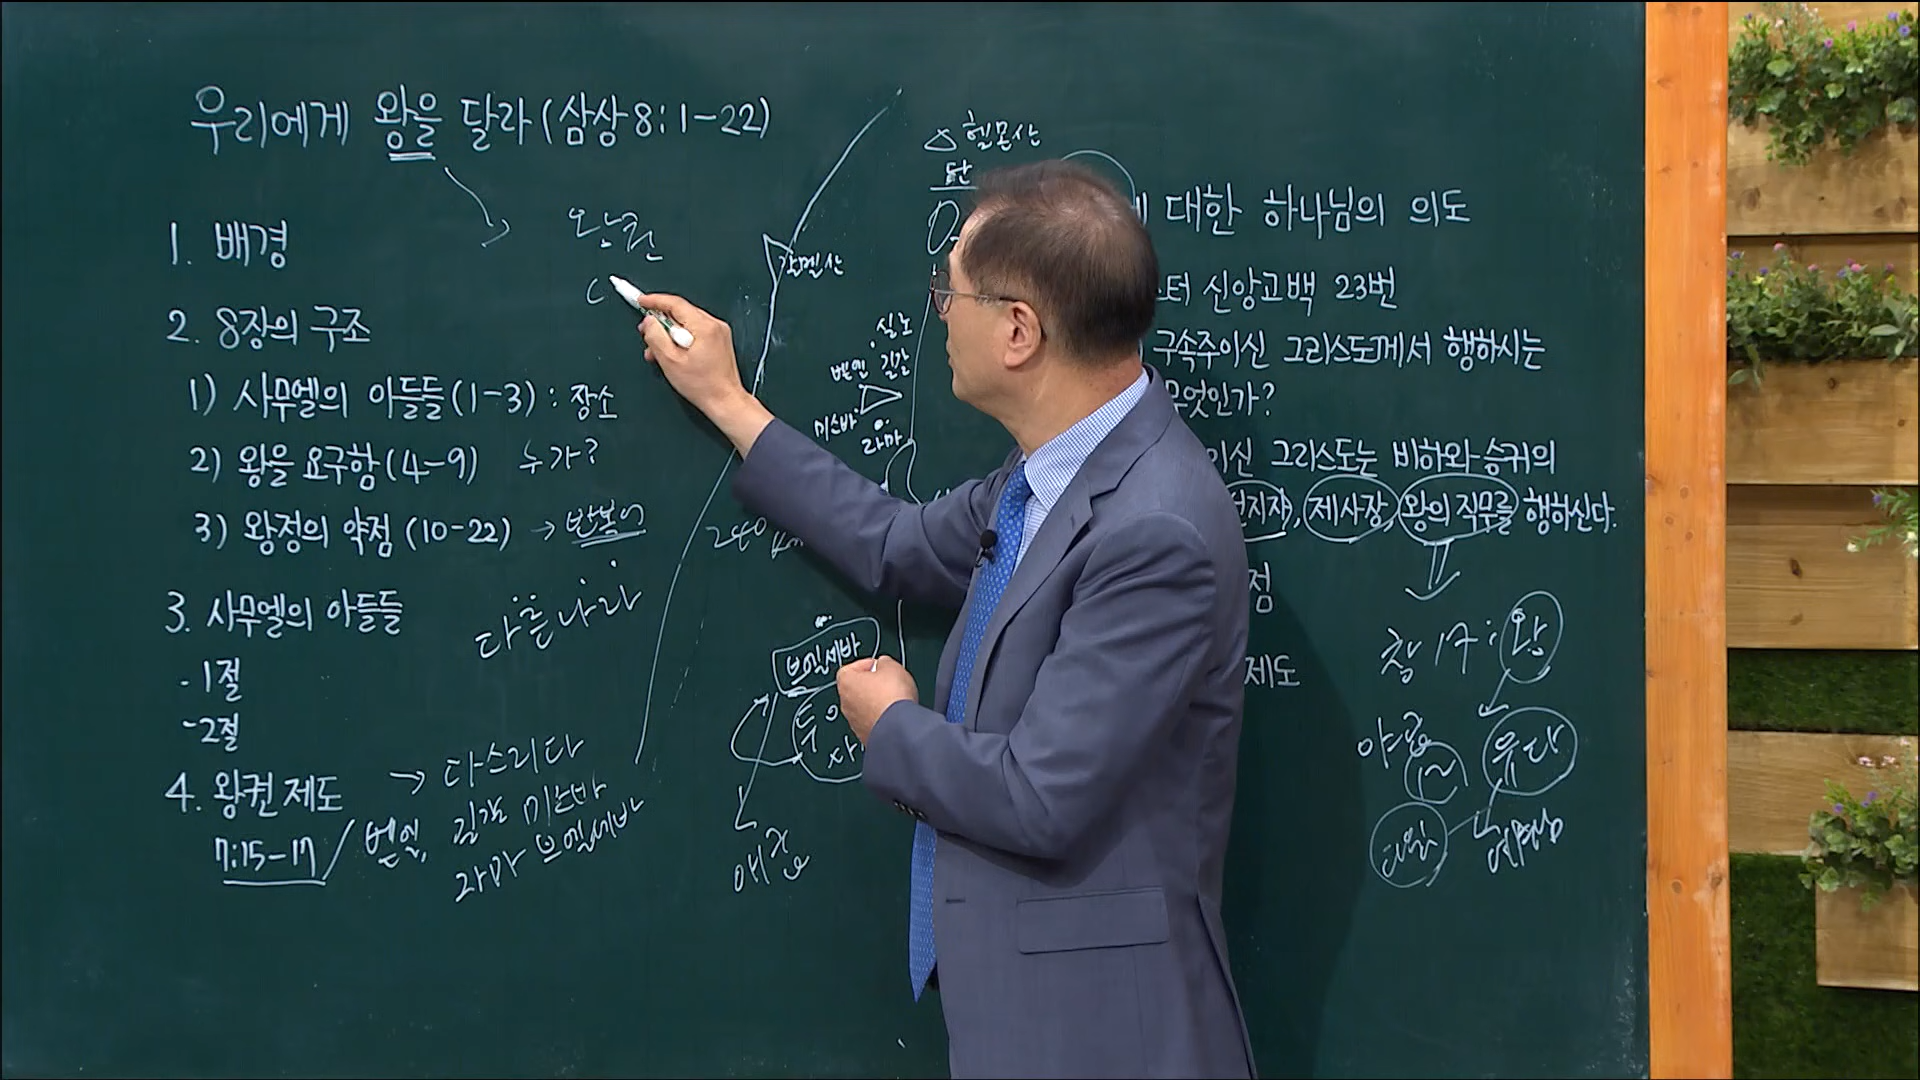 우리에게 왕을 달라 (삼상 8:1-22)
왕권
1. 배경
2. 8장의 구조
1) 사무엘의 아들들 (1-3) : 장소
2) 왕을 요구함 (4-9) 누가?
3) 왕정의 약점 (10-22) → 반복어
다른 나라
3. 사무엘의 아들들
-1절
-2절
4. 왕권 제도 → 다스리다
7:15-17 / 벧엘, 길갈 미스바
라마 브엘세바
헬몬산
단
갈멜산
실로
벧엘 길갈
미스바
라마
브엘세바
애굽
대한 하나님의 의도
신앙고백 23번
구속주이신 그리스도께서 행하시는
무엇인가?
이신 그리스도는 비하와 승귀의
선지자, 제사장, 왕의 직무를 행하신다.
점
제도
창 17: 왕
야곱 유다